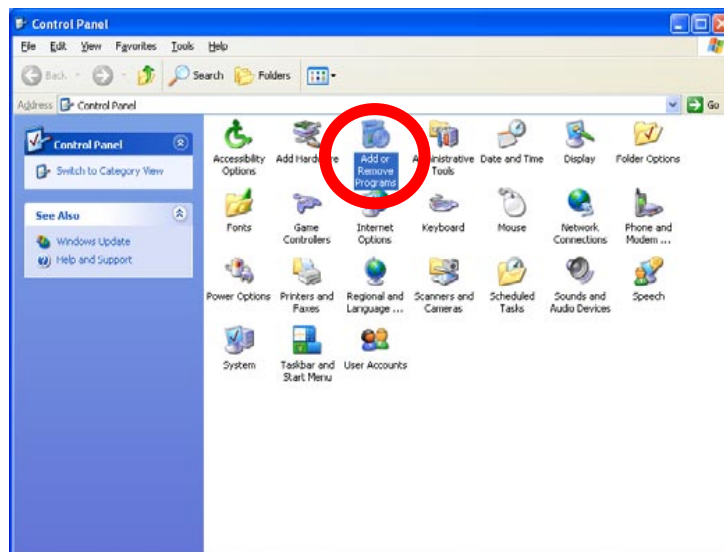 Control Panel
File Edit View Favorites Tools Help
Back Search Folders
Address Control Panel Go
Control Panel
Switch to Category View
See Also
Windows Update
Help and Support
Accessibility Options
Add Hardware
Add or Remove Programs
Administrative Tools
Date and Time
Display
Folder Options
Fonts
Game Controllers
Internet Options
Keyboard
Mouse
Network Connections
Phone and Modem ...
Power Options
Printers and Faxes
Regional and Language ...
Scanners and Cameras
Scheduled Tasks
Sounds and Audio Devices
Speech
System
Taskbar and Start Menu
User Accounts